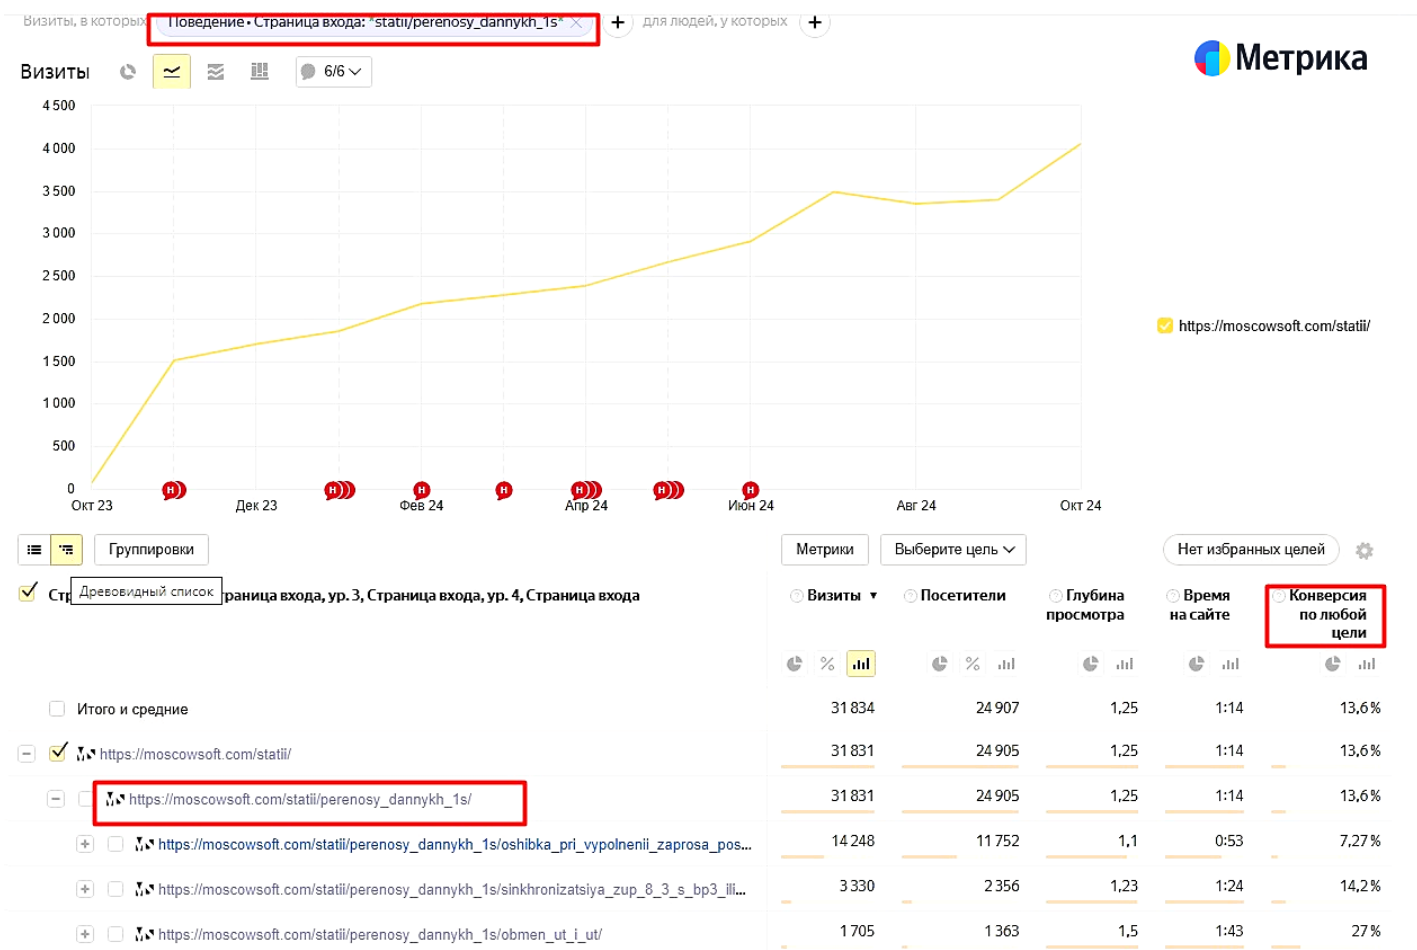 Визиты, в которых Поведение • Страница входа: *statii/perenosy_dannykh_1s* × + для людей, у которых +
Метрика
Визиты 6/6
4 500
4 000
3 500
3 000
2 500
2 000
1 500
1 000
500
0
Окт 23 Дек 23 Фев 24 Апр 24 Июн 24 Авг 24 Окт 24
Н Н Н Н Н Н Н
https://moscowsoft.com/statii/
Группировки Метрики Выберите цель Нет избранных целей
Древовидный список
Ст траница входа, ур. 3, Страница входа, ур. 4, Страница входа
Визиты ▼ Посетители Глубина просмотра Время на сайте Конверсия по любой цели
% %
Итого и средние 31 834 24 907 1,25 1:14 13,6 %
https://moscowsoft.com/statii/ 31 831 24 905 1,25 1:14 13,6 %
https://moscowsoft.com/statii/perenosy_dannykh_1s/ 31 831 24 905 1,25 1:14 13,6 %
https://moscowsoft.com/statii/perenosy_dannykh_1s/oshibka_pri_vypolnenii_zaprosa_pos... 14 248 11 752 1,1 0:53 7,27 %
https://moscowsoft.com/statii/perenosy_dannykh_1s/sinkhronizatsiya_zup_8_3_s_bp3_ili... 3 330 2 356 1,23 1:24 14,2 %
https://moscowsoft.com/statii/perenosy_dannykh_1s/obmen_ut_i_ut/ 1 705 1 363 1,5 1:43 27 %